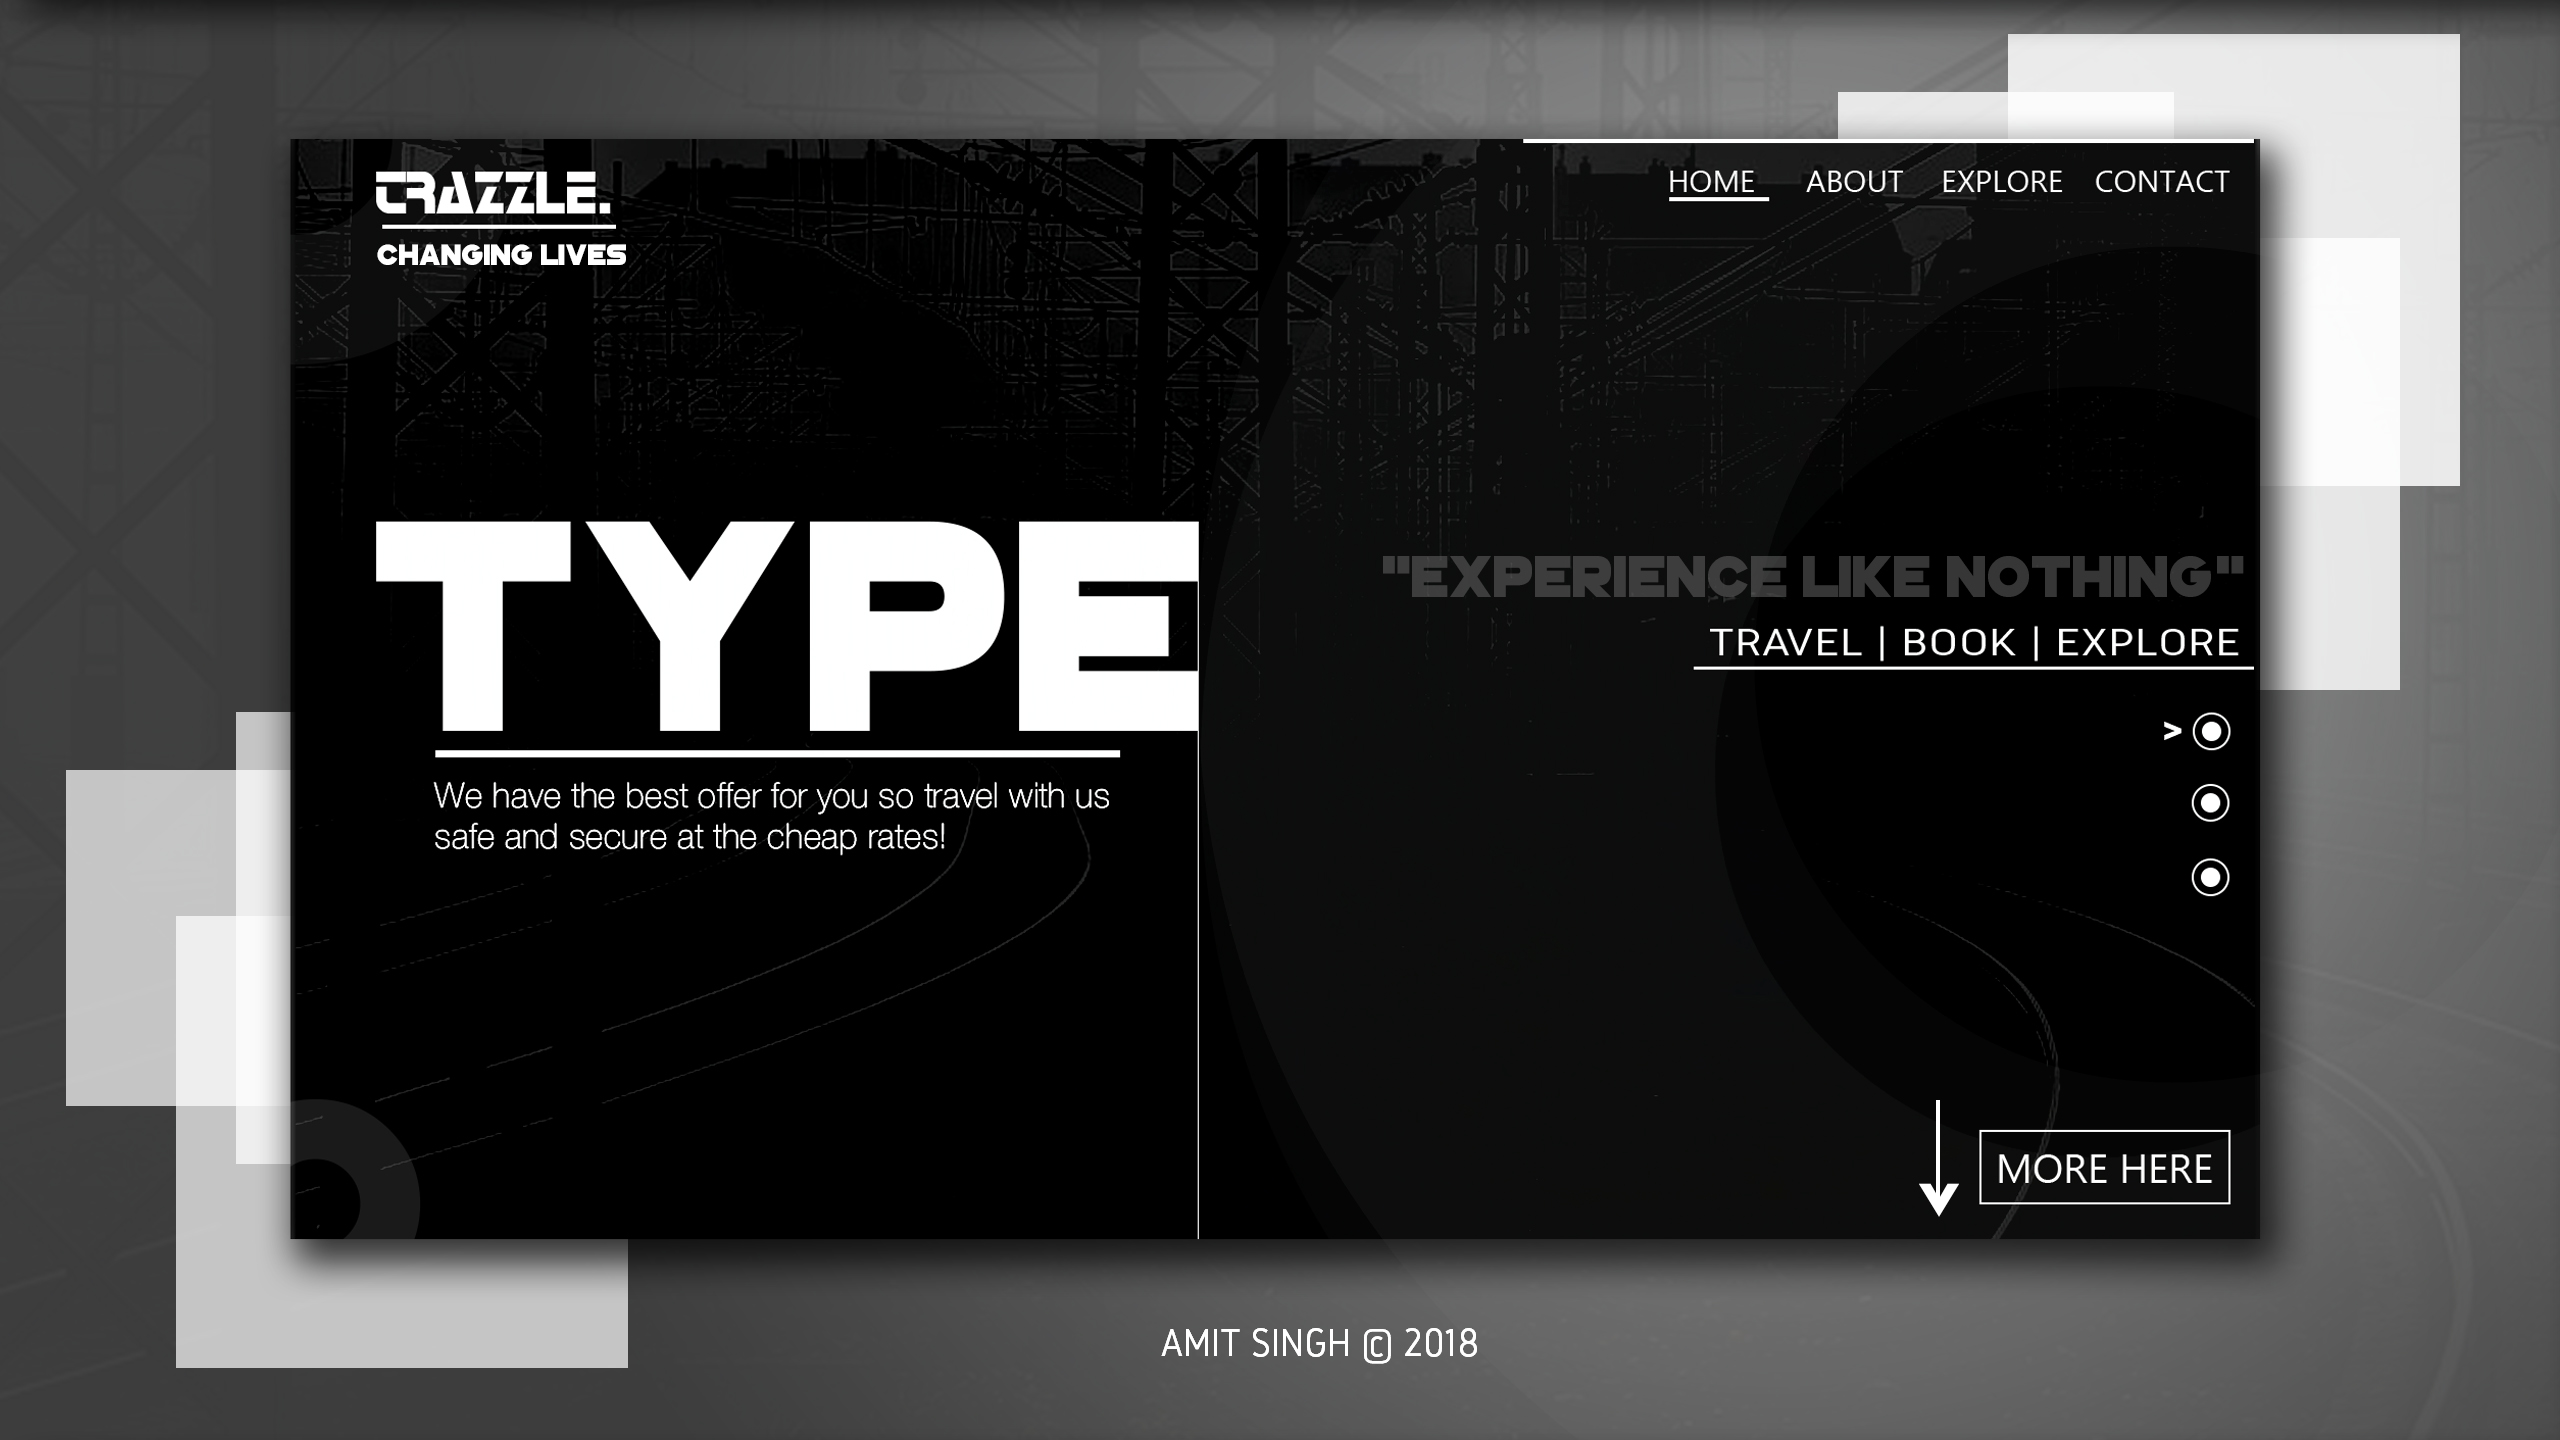 TRAZZLE.
CHANGING LIVES
HOME ABOUT EXPLORE CONTACT
TYPE
We have the best offer for you so travel with us
safe and secure at the cheap rates!
"EXPERIENCE LIKE NOTHING"
TRAVEL | BOOK | EXPLORE
>
MORE HERE
AMIT SINGH © 2018